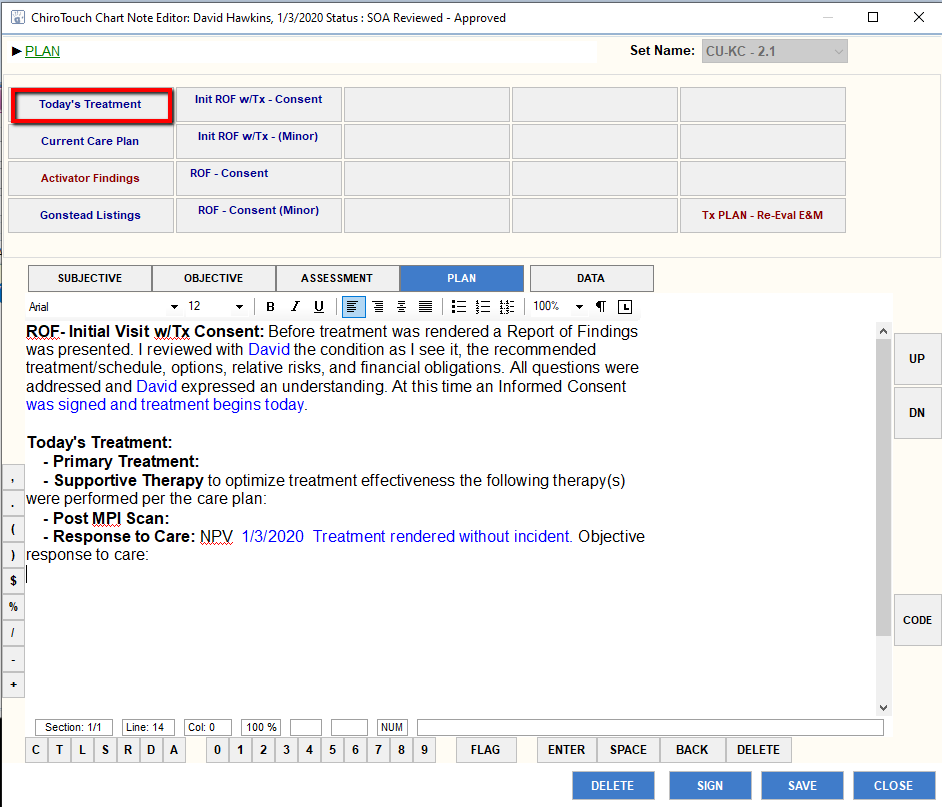 ChiroTouch Chart Note Editor: David Hawkins, 1/3/2020 Status : SOA Reviewed - Approved
PLAN
Set Name: CU-KC - 2.1
Today's Treatment
Init ROF w/Tx - Consent
Current Care Plan
Init ROF w/Tx - (Minor)
Activator Findings
ROF - Consent
Gonstead Listings
ROF - Consent (Minor)
Tx PLAN - Re-Eval E&M
SUBJECTIVE OBJECTIVE ASSESSMENT PLAN DATA
Arial 12 B I U 100% ¶ L
ROF- Initial Visit w/Tx Consent: Before treatment was rendered a Report of Findings
was presented. I reviewed with David the condition as I see it, the recommended
treatment/schedule, options, relative risks, and financial obligations. All questions were
addressed and David expressed an understanding. At this time an Informed Consent
was signed and treatment begins today.
Today's Treatment:
- Primary Treatment:
- Supportive Therapy to optimize treatment effectiveness the following therapy(s)
were performed per the care plan:
- Post MPI Scan:
- Response to Care: NPV 1/3/2020 Treatment rendered without incident. Objective
response to care:
,
.
(
)
$
%
/
-
+
UP
DN
CODE
Section: 1/1 Line: 14 Col: 0 100 % NUM
C T L S R D A 0 1 2 3 4 5 6 7 8 9 FLAG ENTER SPACE BACK DELETE
DELETE SIGN SAVE CLOSE